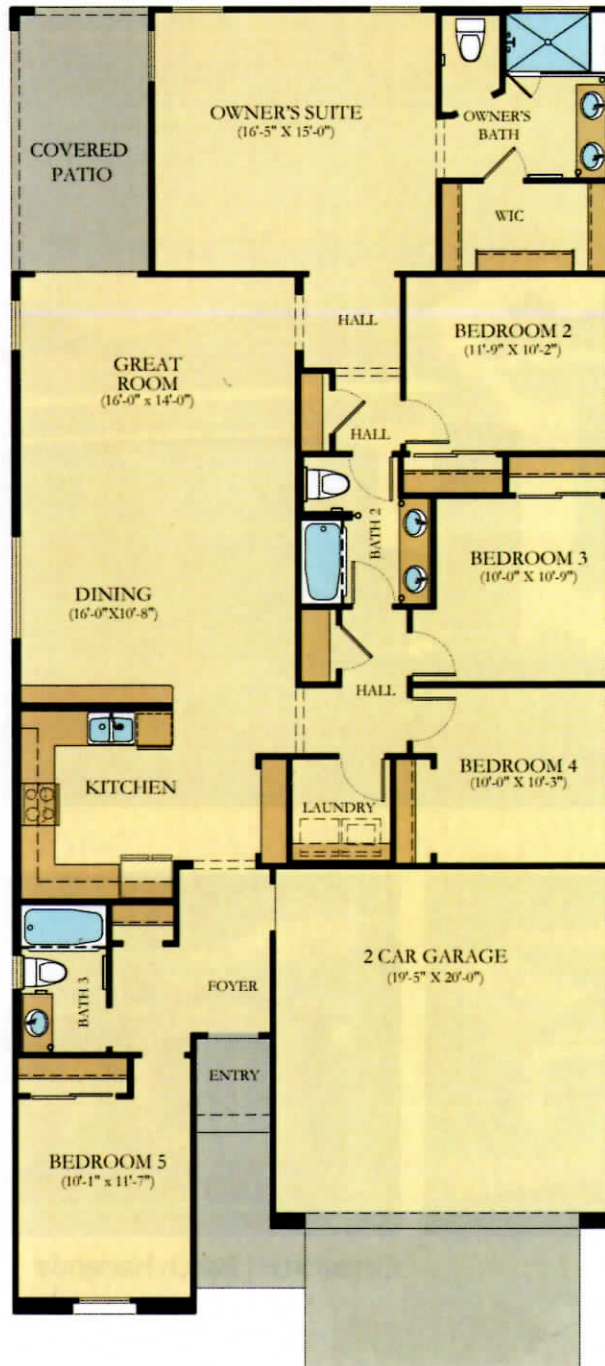 OWNER'S SUITE
(16'-5" X 15'-0")
OWNER'S
BATH
COVERED
PATIO
WIC
HALL
BEDROOM 2
(11'-9" X 10'-2")
GREAT
ROOM
(16'-0" x 14'-0")
HALL
BATH 2
BEDROOM 3
(10'-0" X 10'-9")
DINING
(16'-0"X10'-8")
HALL
BEDROOM 4
(10'-0" X 10'-3")
KITCHEN
LAUNDRY
2 CAR GARAGE
(19'-5" X 20'-0")
BATH 3
FOYER
ENTRY
BEDROOM 5
(10'-1" x 11'-7")